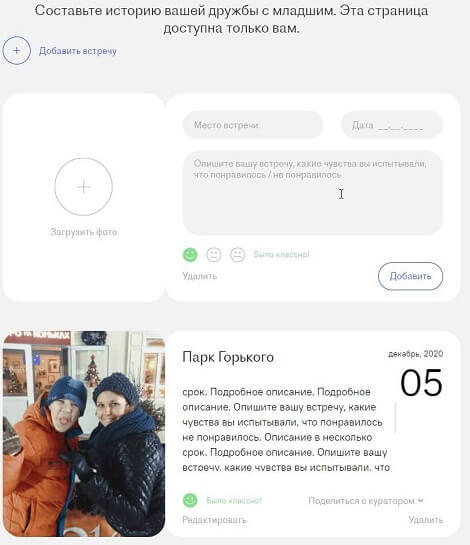 Составьте историю вашей дружбы с младшим. Эта страница
доступна только вам.
+ Добавить встречу
Место встречи
Дата __.__.____
Опишите вашу встречу, какие чувства вы испытывали,
что понравилось / не понравилось
Загрузить фото
Было классно!
Удалить
Добавить
Парк Горького
декабрь, 2020
05
срок. Подробное описание. Подробное
описание. Опишите вашу встречу, какие
чувства вы испытывали, что понравилось
не понравилось. Описание в несколько
срок. Подробное описание. Опишите вашу
встречу, какие чувства вы испытывали, что
Было классно!
Поделиться с куратором
Редактировать
Удалить